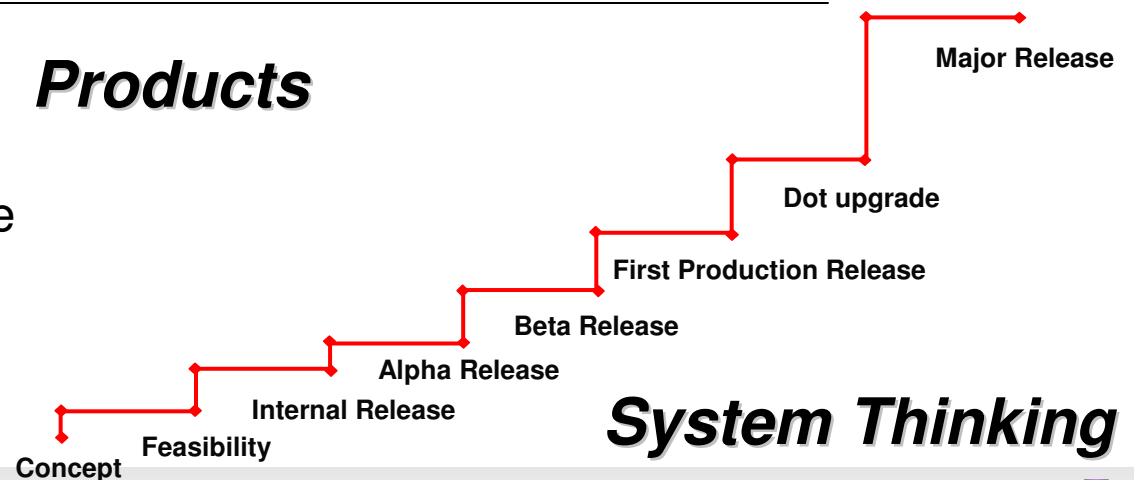 Products
Major Release
Dot upgrade
e
First Production Release
Beta Release
Alpha Release
Internal Release
System Thinking
Feasibility
Concept